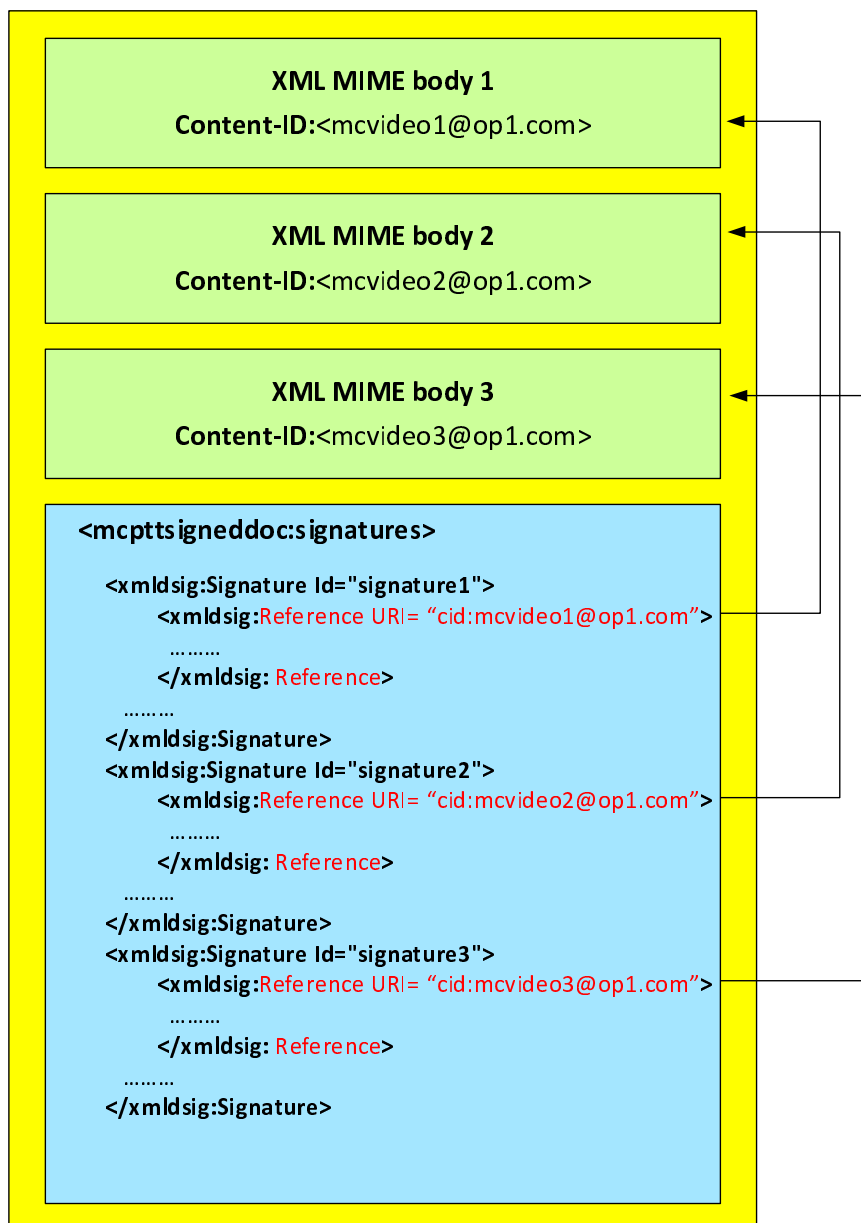 XML MIME body 1
Content-ID:<mcvideo1@op1.com>
XML MIME body 2
Content-ID:<mcvideo2@op1.com>
XML MIME body 3
Content-ID:<mcvideo3@op1.com>
<mcpttsigneddoc:signatures>
<xmldsig:Signature Id="signature1">
<xmldsig:Reference URI= “cid:mcvideo1@op1.com”>
………
</xmldsig: Reference>
………
</xmldsig:Signature>
<xmldsig:Signature Id="signature2">
<xmldsig:Reference URI= “cid:mcvideo2@op1.com”>
………
</xmldsig: Reference>
………
</xmldsig:Signature>
<xmldsig:Signature Id="signature3">
<xmldsig:Reference URI= “cid:mcvideo3@op1.com”>
………
</xmldsig: Reference>
………
</xmldsig:Signature>